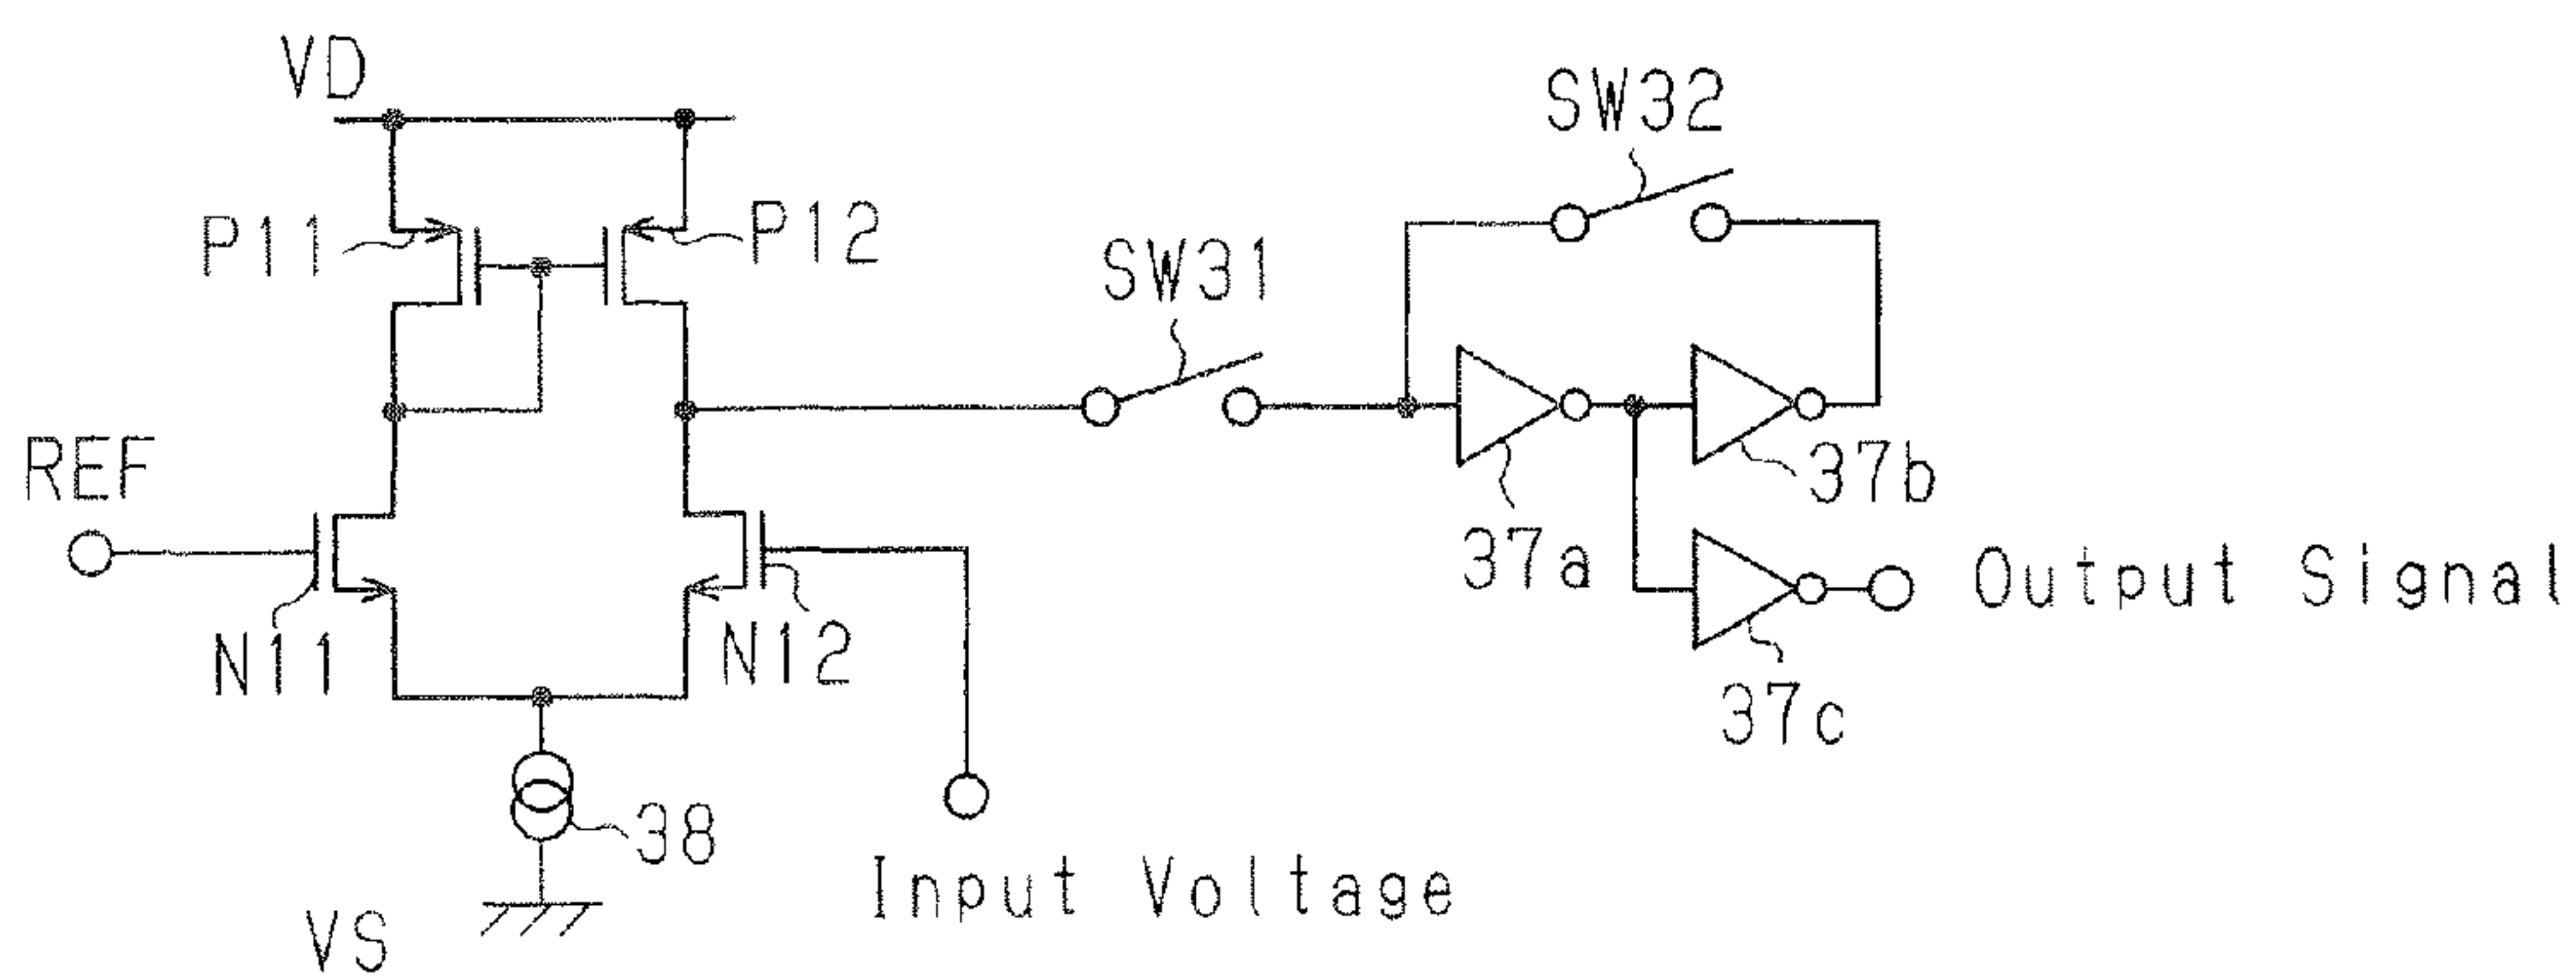 VD
SW32
P11
P12
SW31
REF
37b
37a
Output Signal
N11
N12
37c
38
Input Voltage
VS